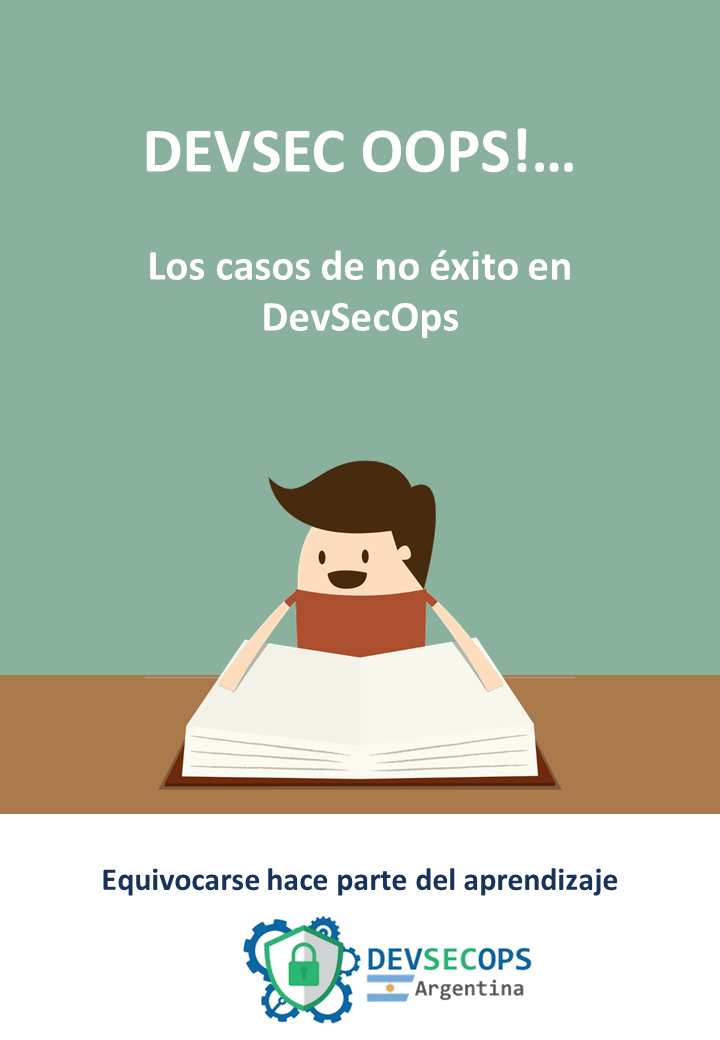 DEVSEC OOPS!...
Los casos de no éxito en
DevSecOps
Equivocarse hace parte del aprendizaje
DEVSECOPS
Argentina